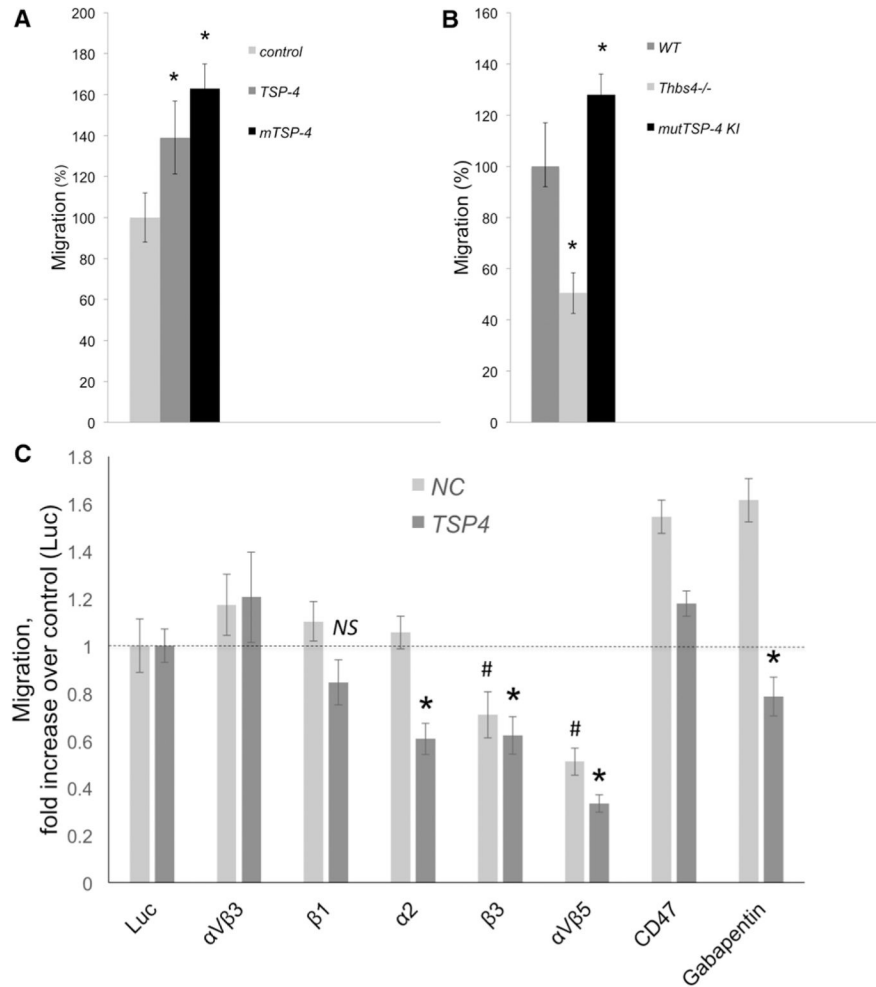 A
200
180
160
140
120
100
80
60
40
20
0
Migration (%)
*
*
control
TSP-4
mTSP-4
B
160
140
120
100
80
60
40
20
0
Migration (%)
*
*
WT
Thbs4-/-
mutTSP-4 KI
C
1.8
1.6
1.4
1.2
1
0.8
0.6
0.4
0.2
0
Migration,
fold increase over control (Luc)
NC
TSP4
NS
*
#
*
#
*
*
Luc
αVβ3
β1
α2
β3
αVβ5
CD47
Gabapentin